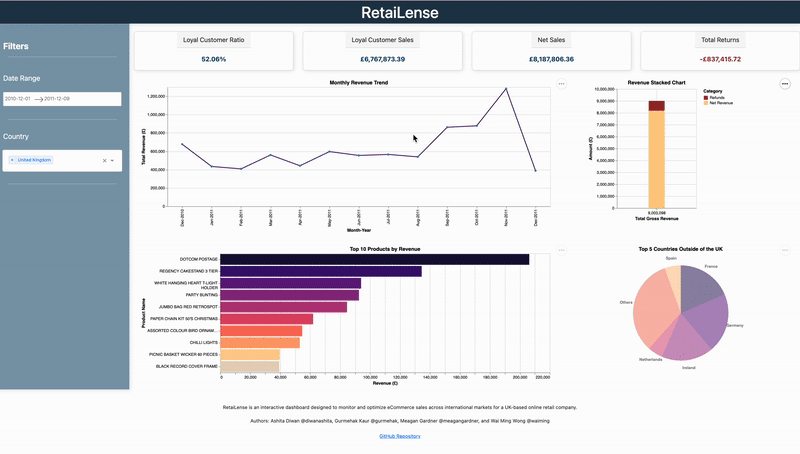 RetaiLense
Filters
Date Range
2010-12-01
2011-12-09
Country
× United Kingdom
Loyal Customer Ratio
52.06%
Loyal Customer Sales
£6,767,873.39
Net Sales
£8,187,806.36
Total Returns
-£837,415.72
Monthly Revenue Trend
Total Revenue (£)
1,200,000
1,000,000
800,000
600,000
400,000
200,000
0
Dec-2010
Jan-2011
Feb-2011
Mar-2011
Apr-2011
May-2011
Jun-2011
Jul-2011
Aug-2011
Sep-2011
Oct-2011
Nov-2011
Dec-2011
Month-Year
Revenue Stacked Chart
Amount (£)
10,000,000
9,000,000
8,000,000
7,000,000
6,000,000
5,000,000
4,000,000
3,000,000
2,000,000
1,000,000
0
Total Gross Revenue
Category
Refunds
Net Revenue
Top 10 Products by Revenue
Product Name
DOTCOM POSTAGE
REGENCY CAKESTAND 3 TIER
WHITE HANGING HEART T-LIGHT
HOLDER
PARTY BUNTING
JUMBO BAG RED RETROSPOT
PAPER CHAIN KIT 50'S CHRISTMAS
ASSORTED COLOUR BIRD ORNAM...
CHILLI LIGHTS
PICNIC BASKET WICKER 60 PIECES
BLACK RECORD COVER FRAME
0
20,000
40,000
60,000
80,000
100,000
120,000
140,000
160,000
180,000
200,000
220,000
Revenue (£)
Top 5 Countries Outside of the UK
Spain
France
Germany
Ireland
Netherlands
Others
RetaiLense is an interactive dashboard designed to monitor and optimize eCommerce sales across international markets for a UK-based online retail company.
Authors: Ashita Diwan @diwanashita, Gurmehak Kaur @gurmehak, Meagan Gardner @meagangardner, and Wai Ming Wong @waiming
GitHub Repository